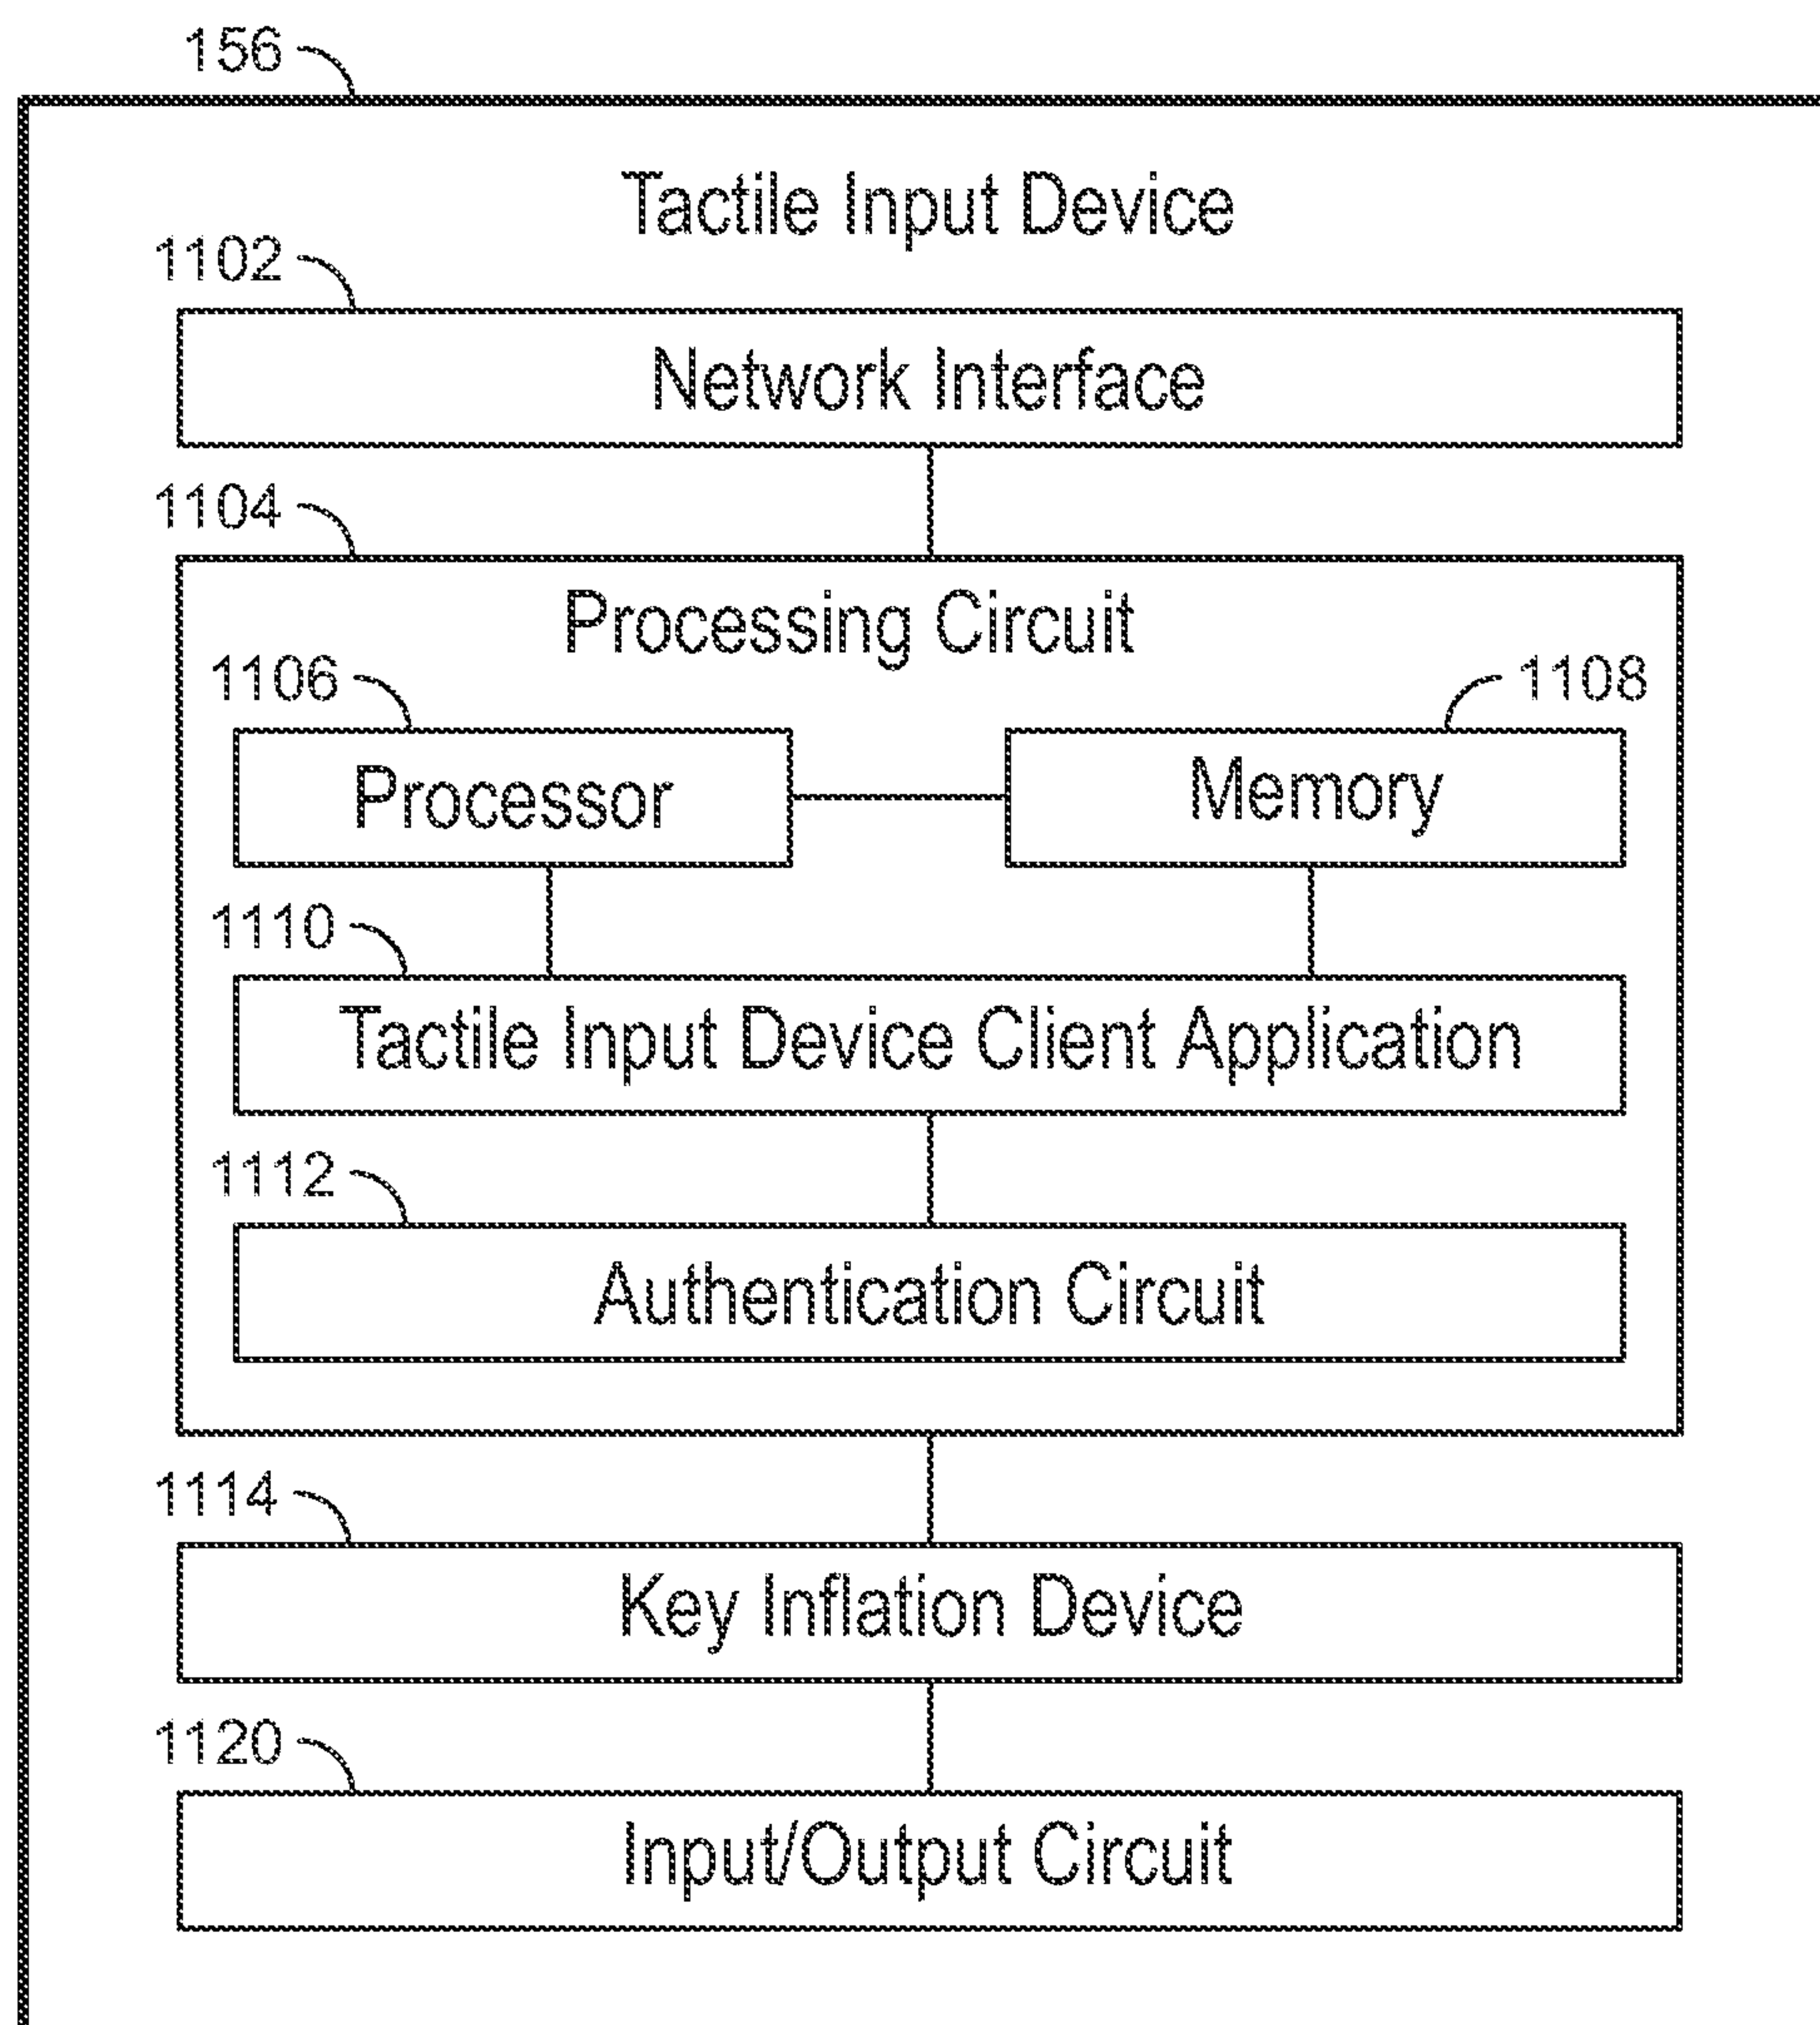 156
Tactile Input Device
1102
Network Interface
1104
Processing Circuit
1106
1108
Processor
Memory
1110
Tactile Input Device Client Application
1112
Authentication Circuit
1114
Key Inflation Device
1120
Input/Output Circuit